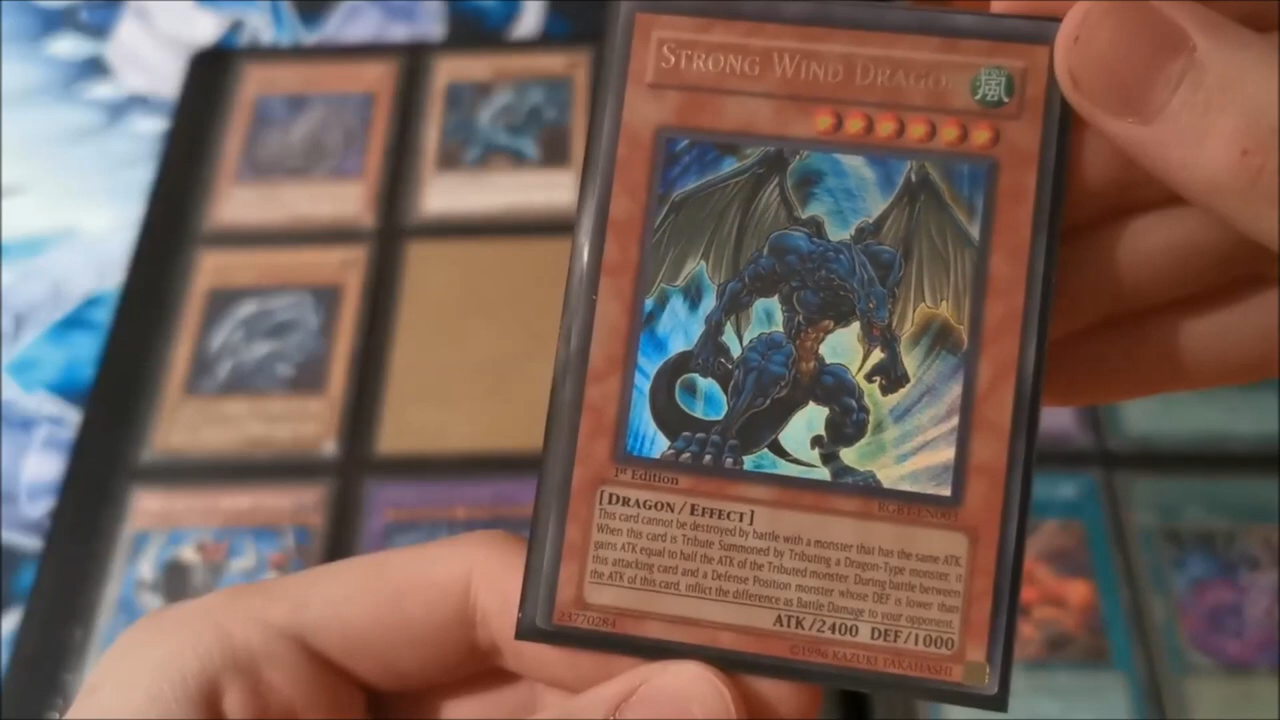 STRONG WIND DRAGO
風
1st Edition
RGBT-EN003
[DRAGON/EFFECT]
This card cannot be destroyed by battle with a monster that has the same ATK.
When this card is Tribute Summoned by Tributing a Dragon-Type monster, it
gains ATK equal to half the ATK of the Tributed monster. During battle between
this attacking card and a Defense Position monster whose DEF is lower than
the ATK of this card, inflict the difference as Battle Damage to your opponent.
ATK/2400 DEF/1000
23770284
©1996 KAZUKI TAKAHASHI